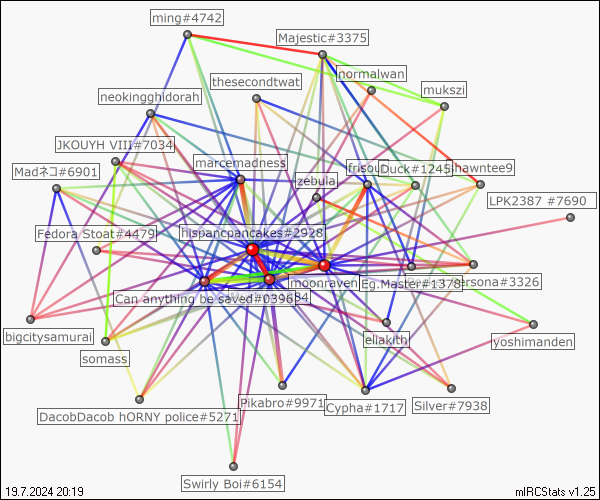 ming#4742
Majestic#3375
normalwan
thesecondtwat
mukszi
neokingghidorah
JKOUYH VIII#7034
marcemadness
Madネコ#6901
frisou
Duck#1245
shawntee9
zebula
LPK2387 #7690
Fedora Stoat#4479
hispancpancakes#2928
moonraven
Eg.Master#1378
persona#3326
Can anything be saved#0396
bigcitysamurai
somass
eliakith
yoshimanden
DacobDacob hORNY police#5271
Pikabro#9971
Cypha#1717
Silver#7938
Swirly Boi#6154
19.7.2024 20:19
mIRCStats v1.25